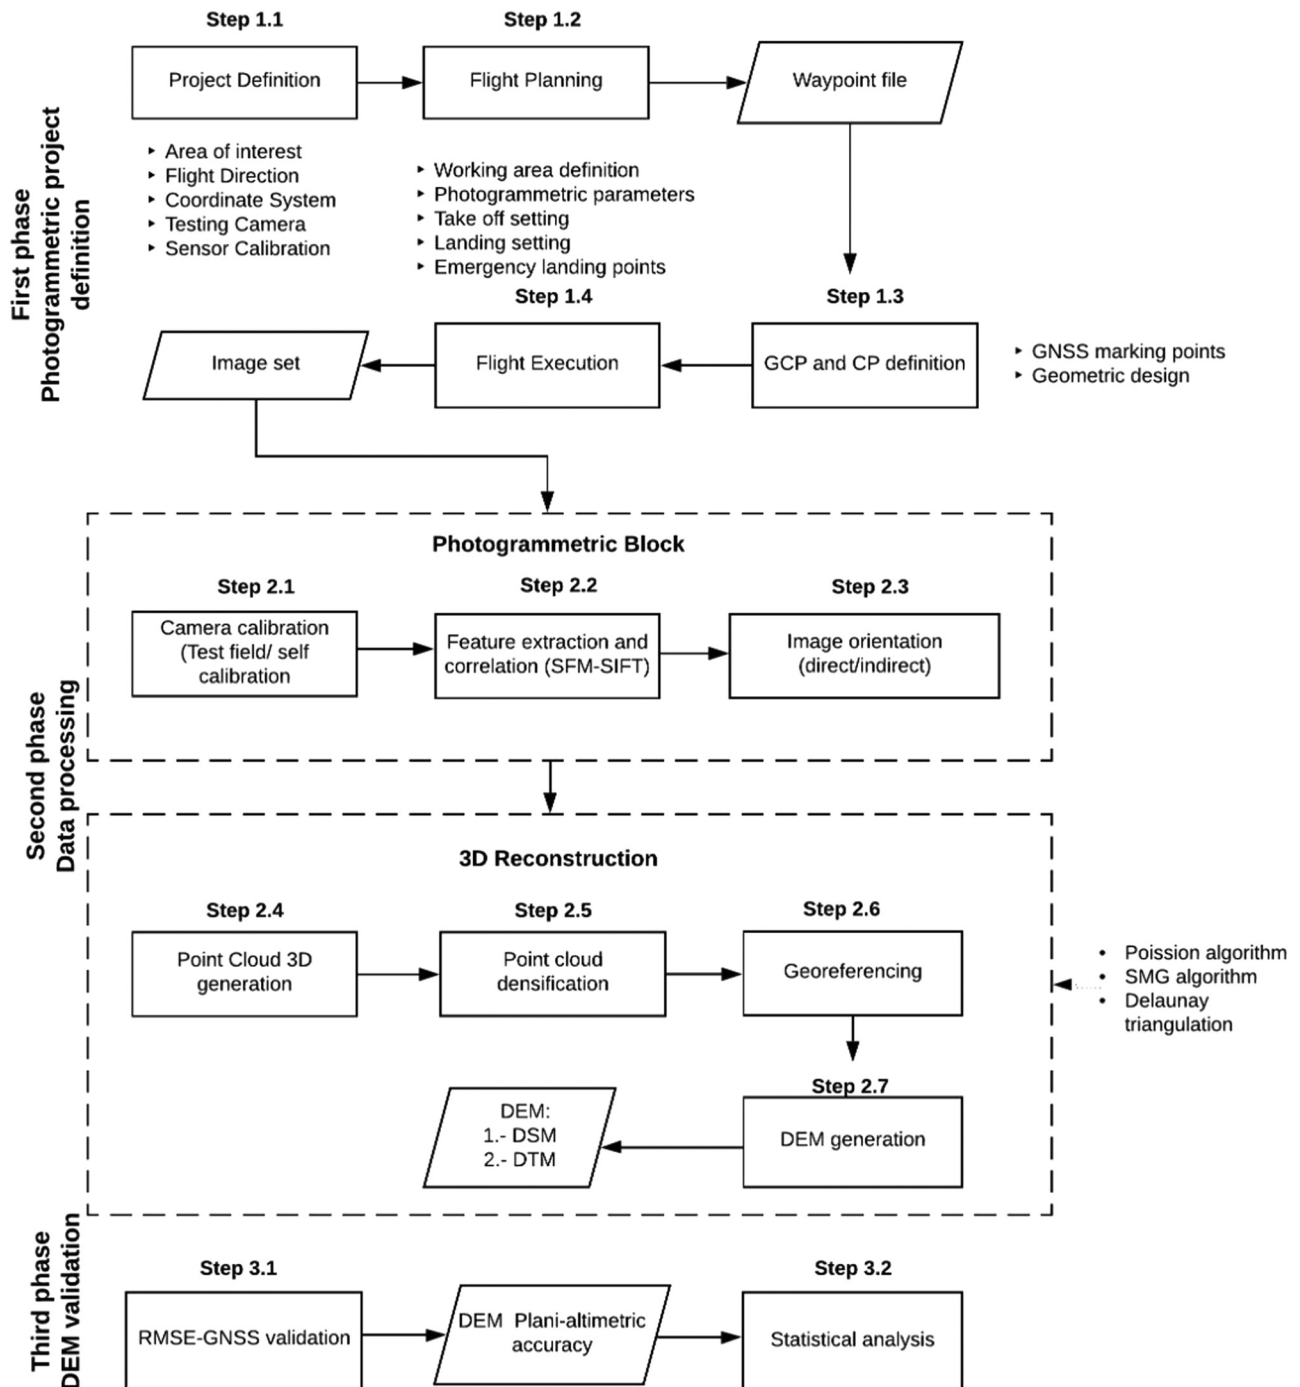 Step 1.1
Step 1.2
Project Definition
Flight Planning
Waypoint file
Area of interest
Flight Direction
Coordinate System
Testing Camera
Sensor Calibration
Working area definition
Photogrammetric parameters
Take off setting
Landing setting
Emergency landing points
First phase
Photogrammetric project
definition
Step 1.4
Step 1.3
Image set
Flight Execution
GCP and CP definition
GNSS marking points
Geometric design
Second phase
Data processing
Photogrammetric Block
Step 2.1
Step 2.2
Step 2.3
Camera calibration
(Test field/ self
calibration
Feature extraction and
correlation (SFM-SIFT)
Image orientation
(direct/indirect)
3D Reconstruction
Step 2.4
Step 2.5
Step 2.6
Point Cloud 3D
generation
Point cloud
densification
Georeferencing
• Poission algorithm
• SMG algorithm
• Delaunay
triangulation
Step 2.7
DEM generation
DEM:
1.- DSM
2.- DTM
Third phase
DEM validation
Step 3.1
Step 3.2
RMSE-GNSS validation
DEM Plani-altimetric
accuracy
Statistical analysis